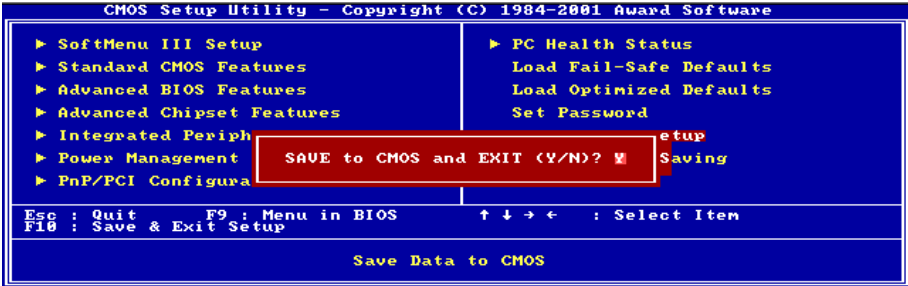 CMOS Setup Utility - Copyright (C) 1984-2001 Award Software
► SoftMenu III Setup
► Standard CMOS Features
► Advanced BIOS Features
► Advanced Chipset Features
► Integrated Periph
► Power Management
► PnP/PCI Configura
► PC Health Status
Load Fail-Safe Defaults
Load Optimized Defaults
Set Password
etup
Saving
SAVE to CMOS and EXIT (Y/N)? Y
Esc : Quit F9 : Menu in BIOS ↑ ↓ → ← : Select Item
F10 : Save & Exit Setup
Save Data to CMOS